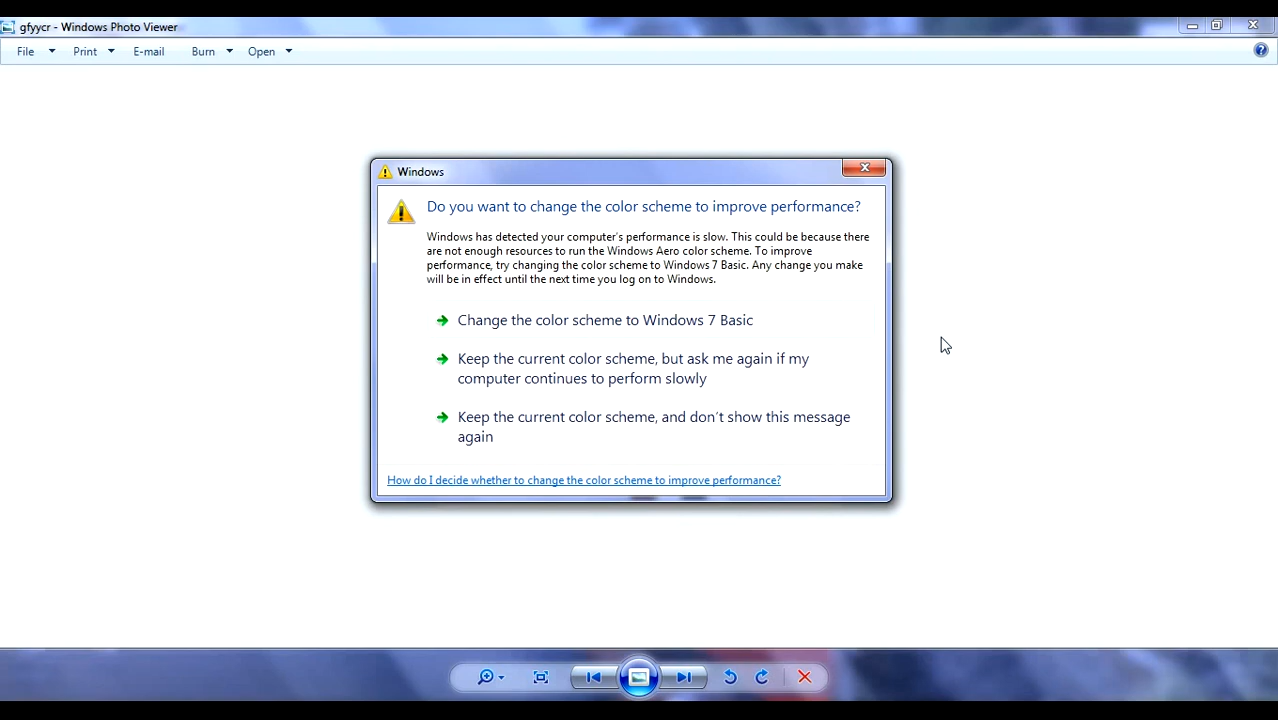 gfyycr - Windows Photo Viewer
File Print E-mail Burn Open
Windows
Do you want to change the color scheme to improve performance?
Windows has detected your computer's performance is slow. This could be because there
are not enough resources to run the Windows Aero color scheme. To improve
performance, try changing the color scheme to Windows 7 Basic. Any change you make
will be in effect until the next time you log on to Windows.
Change the color scheme to Windows 7 Basic
Keep the current color scheme, but ask me again if my
computer continues to perform slowly
Keep the current color scheme, and don't show this message
again
How do I decide whether to change the color scheme to improve performance?